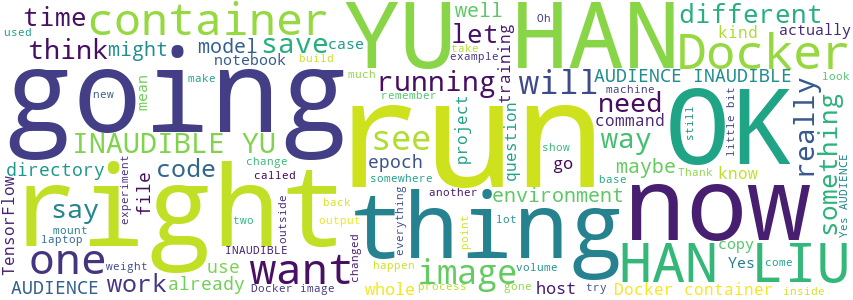 time container YU HAN well different
think might model save case let Oh used take kind actually
notebook build example Docker
going mean much running training will AUDIENCE INAUDIBLE
new make remember run machine look
INAUDIBLE YU see need OK really
directory code epoch project question command way still little bit something
TensorFlow experiment file change called somewhere go show maybe know
right two back another thing environment base now Thank Yes AUDIENCE
say mount outside everything lot copy
laptop output point
one weight INAUDIBLE changed image volume HAN LIU
use want happen host Yes come
AUDIENCE work already Docker image whole process gone try Docker container inside